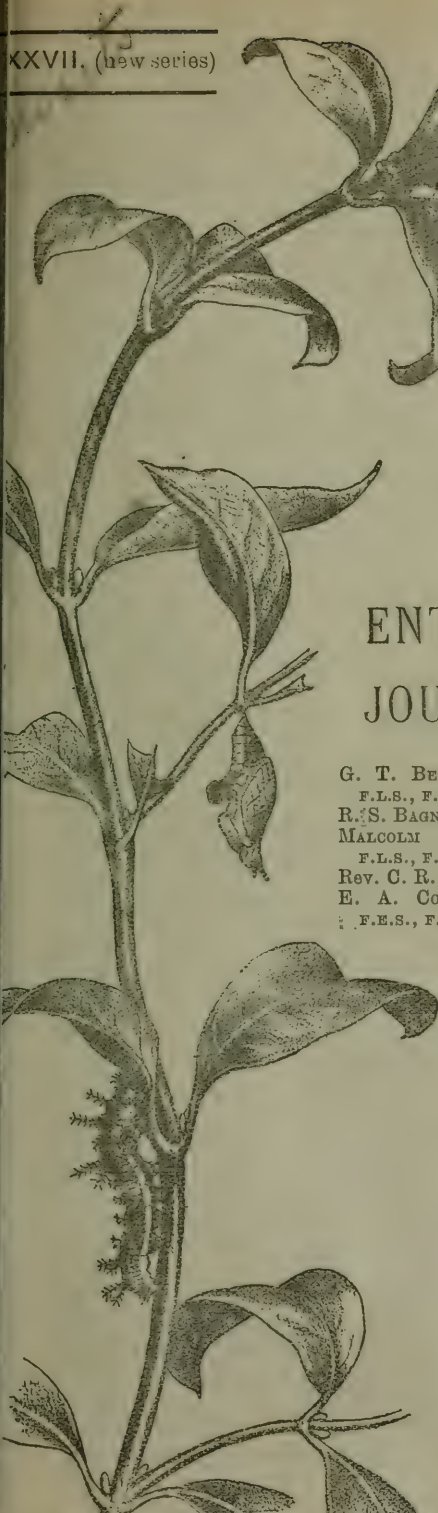 XXVII. (new series)
ENT
JOU
G. T. BE
F.L.S., F.
R. S. BAGN
MALCOLM
F.L.S., F.
Rev. C. R.
E. A. Co
F.E.S., F.